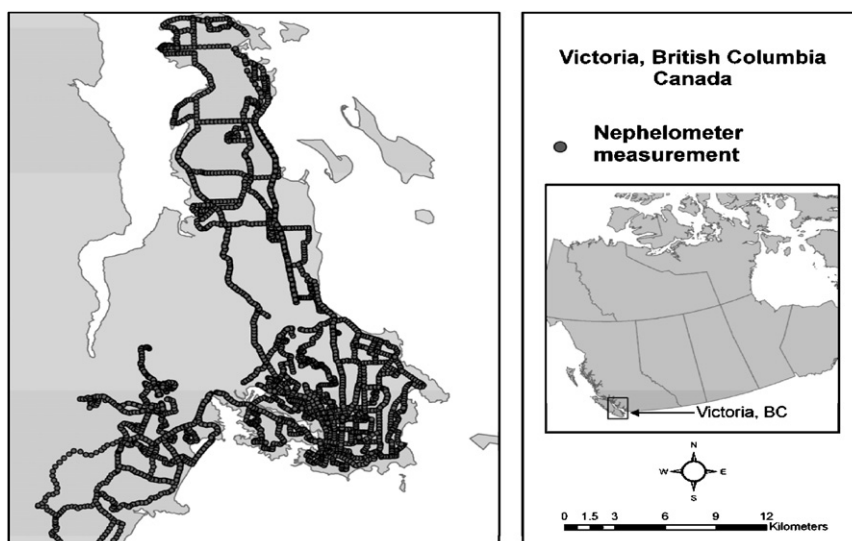 Victoria, British Columbia
Canada
Nephelometer
measurement
Victoria, BC
N
W E
S
0 1.5 3 6 9 12
Kilometers